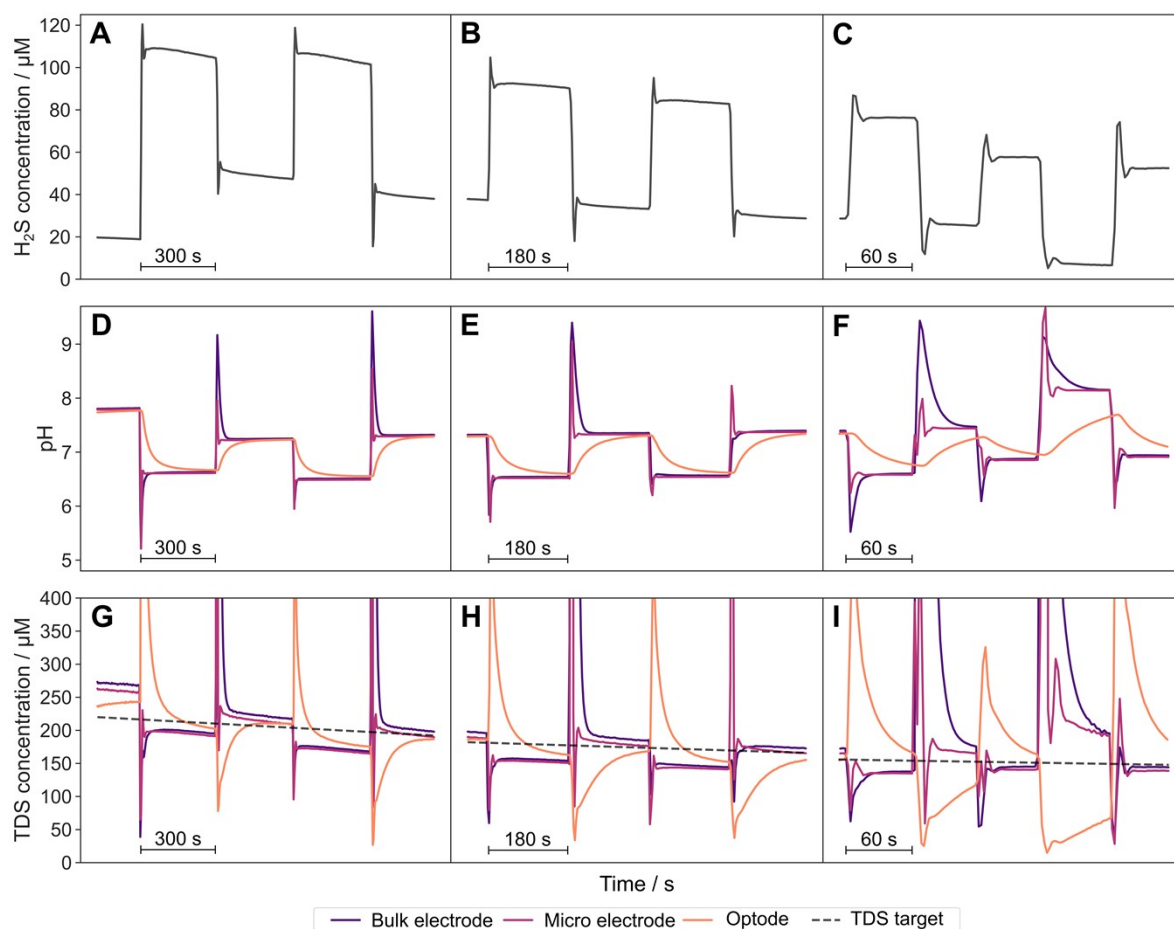 A
B
C
H₂S concentration / μM
120
100
80
60
40
20
0
300 s
180 s
60 s
D
E
F
pH
9
8
7
6
5
300 s
180 s
60 s
G
H
I
TDS concentration / μM
400
350
300
250
200
150
100
50
0
300 s
180 s
60 s
Time / s
Bulk electrode Micro electrode Optode TDS target